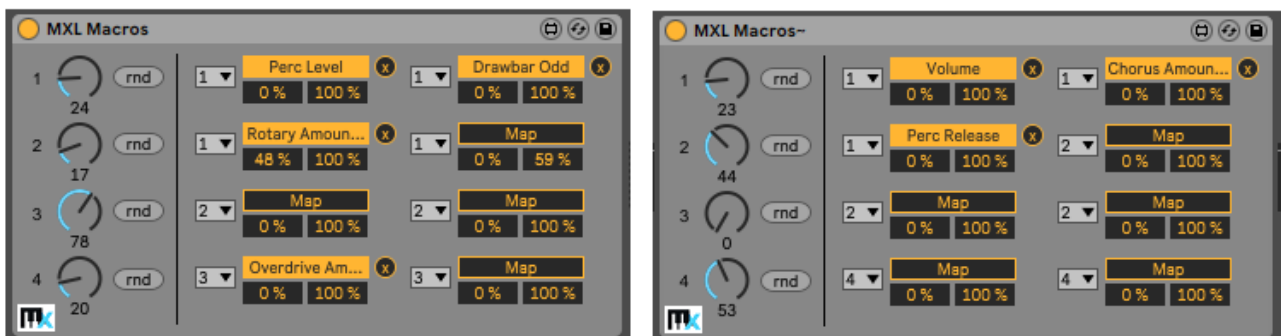 MXL Macros
1 24 rnd 1 Perc Level x 1 Drawbar Odd x
0 % 100 % 0 % 100 %
2 17 rnd 1 Rotary Amoun... x 1 Map
48 % 100 % 0 % 59 %
3 78 rnd 2 Map 2 Map
0 % 100 % 0 % 100 %
4 20 rnd 3 Overdrive Am... x 3 Map
0 % 100 % 0 % 100 %
mx
MXL Macros~
1 23 rnd 1 Volume x 1 Chorus Amoun... x
0 % 100 % 0 % 100 %
2 44 rnd 1 Perc Release x 2 Map
0 % 100 % 0 % 100 %
3 0 rnd 2 Map 2 Map
0 % 100 % 0 % 100 %
4 53 rnd 4 Map 4 Map
0 % 100 % 0 % 100 %
mx